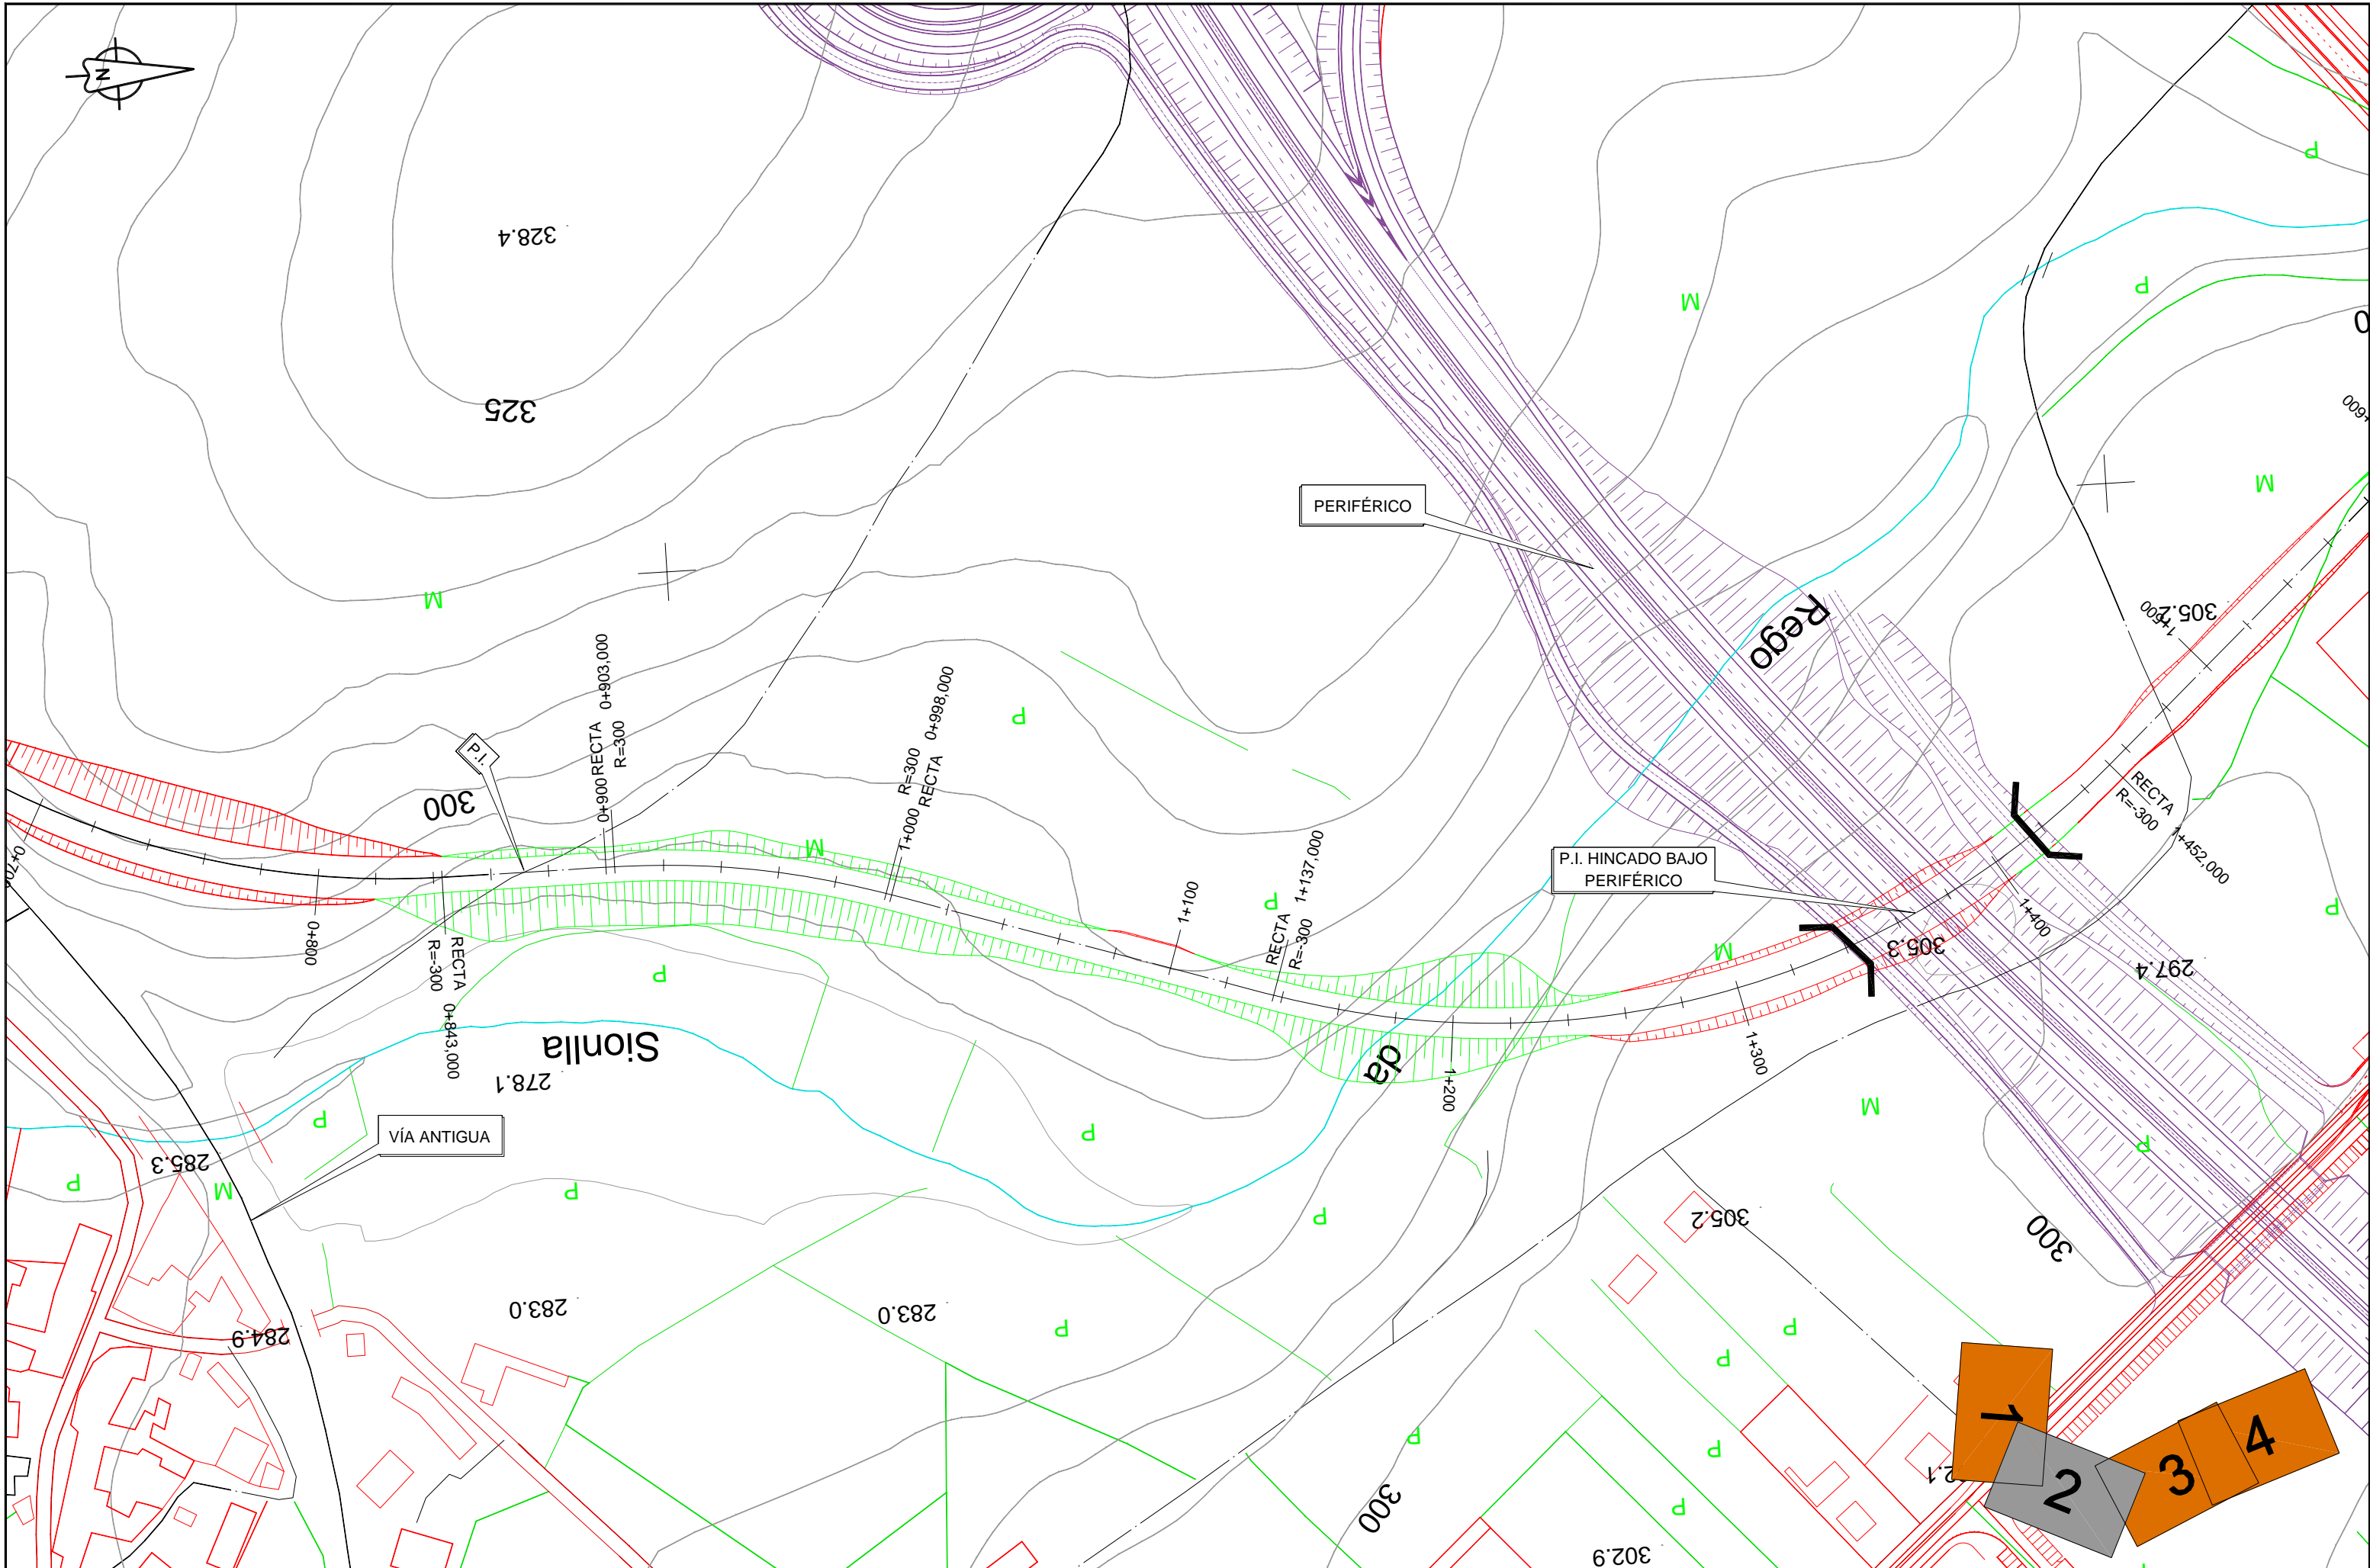 N
328.4
325
M
P
P
M
M
PERIFÉRICO
Rego
305.2
1+500
P.I.
300
0+900
RECTA 0+903,000
R=300
R=300
1+000
RECTA 0+998,000
P
M
P
1+100
RECTA 1+137,000
R=-300
P.I. HINCADO BAJO
PERIFÉRICO
RECTA 1+452,000
R=-300
1+400
P
M
305.3
297.4
0+800
RECTA 0+843,000
R=-300
P
Sionlla
278.1
da
1+200
1+300
M
P
VÍA ANTIGUA
P
P
P
285.3
M
P
P
305.2
300
283.0
283.0
284.9
P
P
P
P
P
P
300
302.9
1
2
3
4